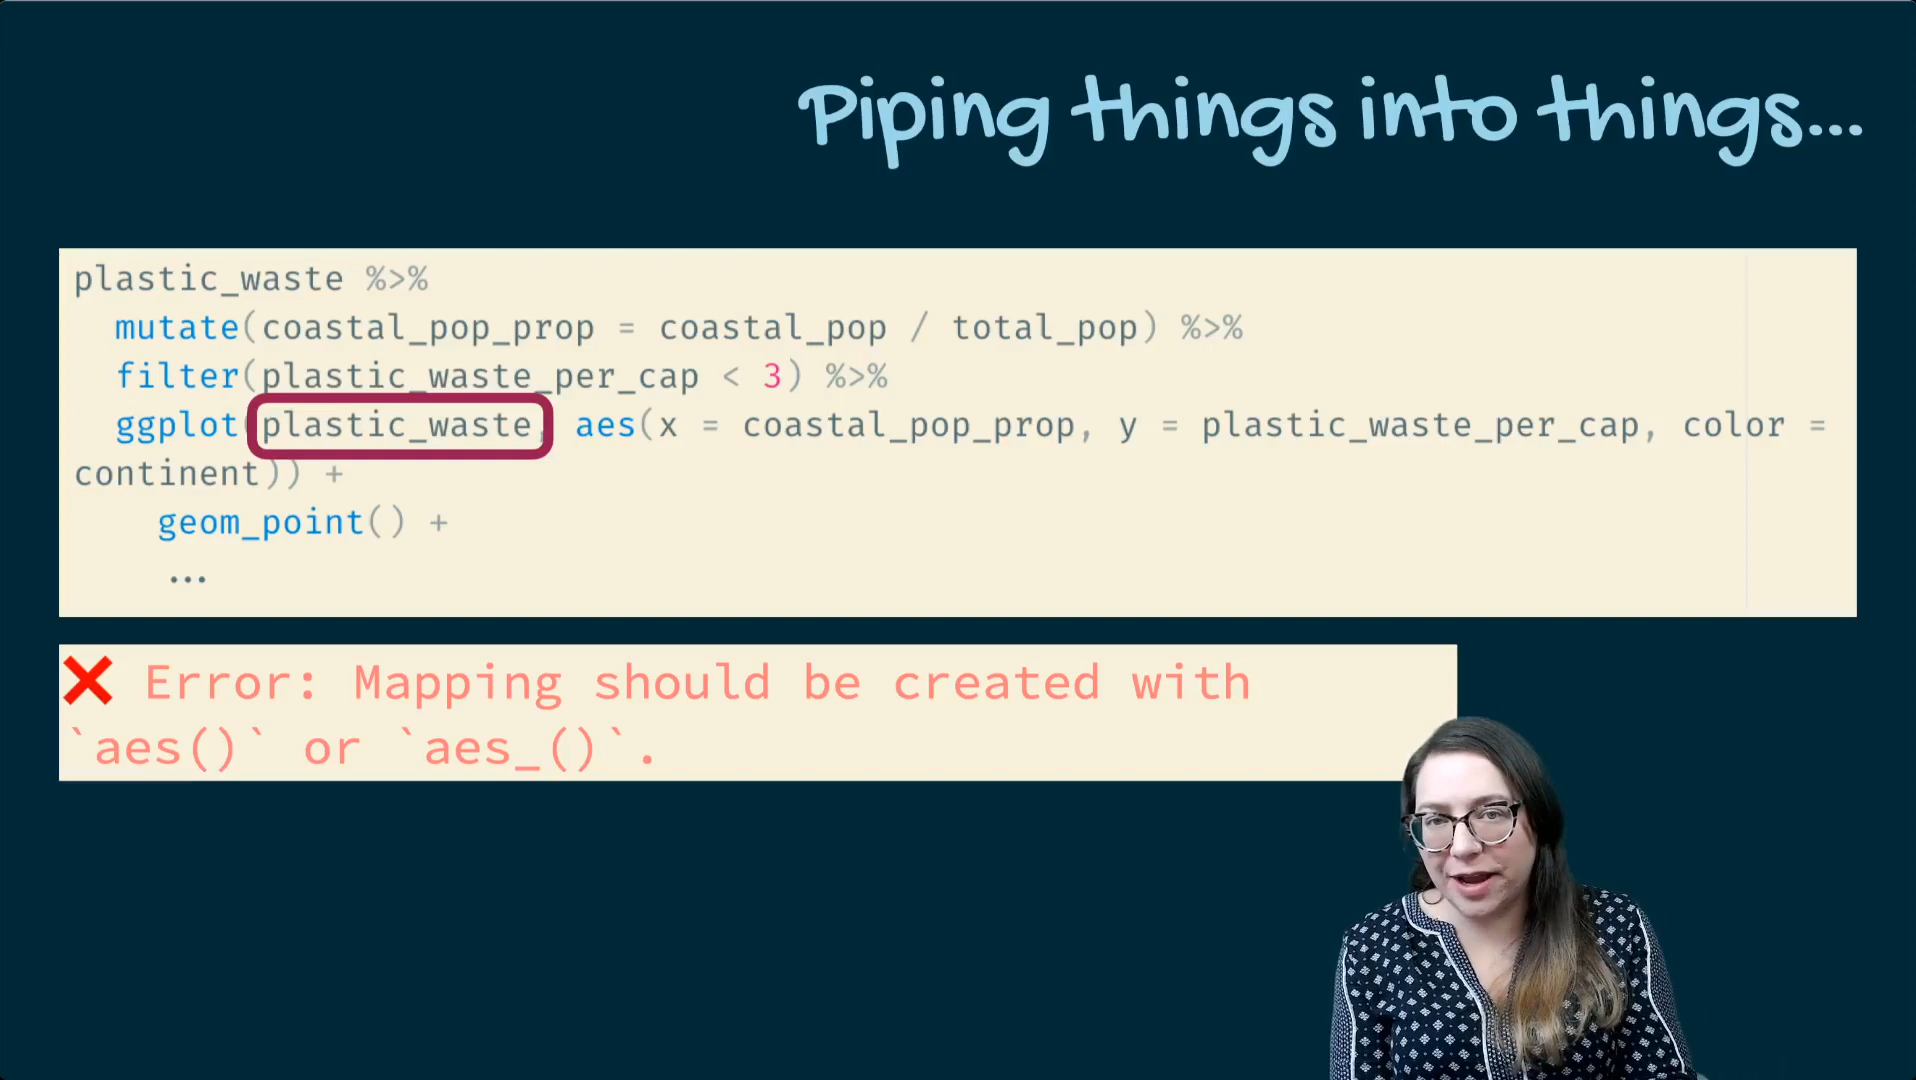 Piping things into things...
plastic_waste %>%
mutate(coastal_pop_prop = coastal_pop / total_pop) %>%
filter(plastic_waste_per_cap < 3) %>%
ggplot(plastic_waste, aes(x = coastal_pop_prop, y = plastic_waste_per_cap, color =
continent)) +
geom_point() +
...
❌ Error: Mapping should be created with
`aes()` or `aes_()`.